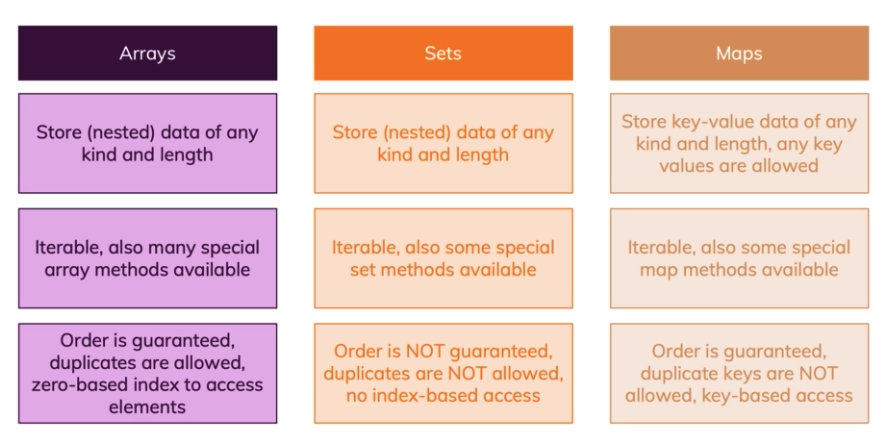 Arrays
Sets
Maps
Store (nested) data of any
kind and length
Store (nested) data of any
kind and length
Store key-value data of any
kind and length, any key
values are allowed
Iterable, also many special
array methods available
Iterable, also some special
set methods available
Iterable, also some special
map methods available
Order is guaranteed,
duplicates are allowed,
zero-based index to access
elements
Order is NOT guaranteed,
duplicates are NOT allowed,
no index-based access
Order is guaranteed,
duplicate keys are NOT
allowed, key-based access